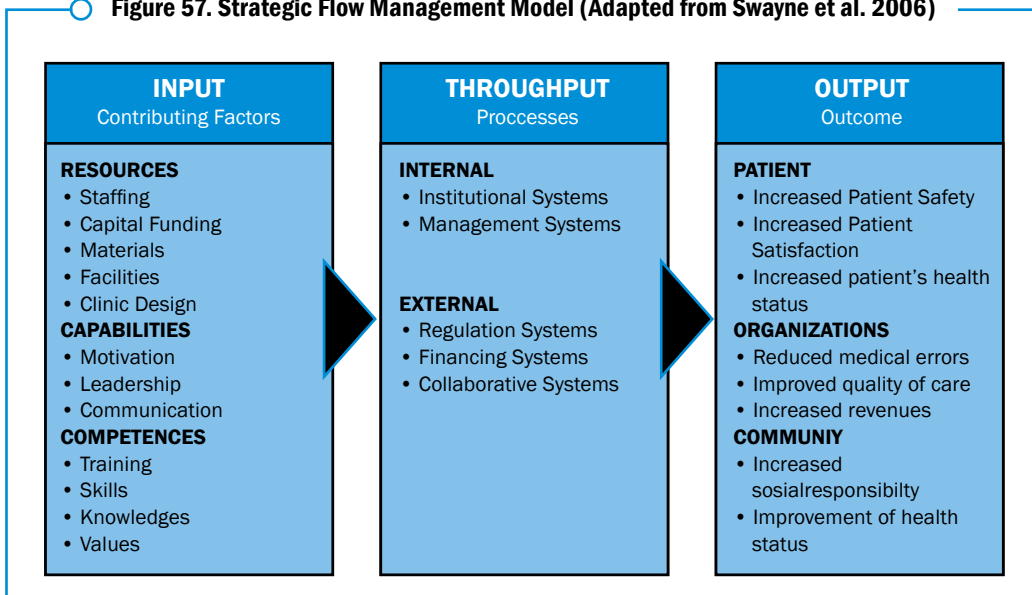 Figure 57. Strategic Flow Management Model (Adapted from Swayne et al. 2006)
INPUT
Contributing Factors
RESOURCES
• Staffing
• Capital Funding
• Materials
• Facilities
• Clinic Design
CAPABILITIES
• Motivation
• Leadership
• Communication
COMPETENCES
• Training
• Skills
• Knowledges
• Values
THROUGHPUT
Proccesses
INTERNAL
• Institutional Systems
• Management Systems
EXTERNAL
• Regulation Systems
• Financing Systems
• Collaborative Systems
OUTPUT
Outcome
PATIENT
• Increased Patient Safety
• Increased Patient
Satisfaction
• Increased patient's health
status
ORGANIZATIONS
• Reduced medical errors
• Improved quality of care
• Increased revenues
COMMUNIY
• Increased
sosialresponsibilty
• Improvement of health
status